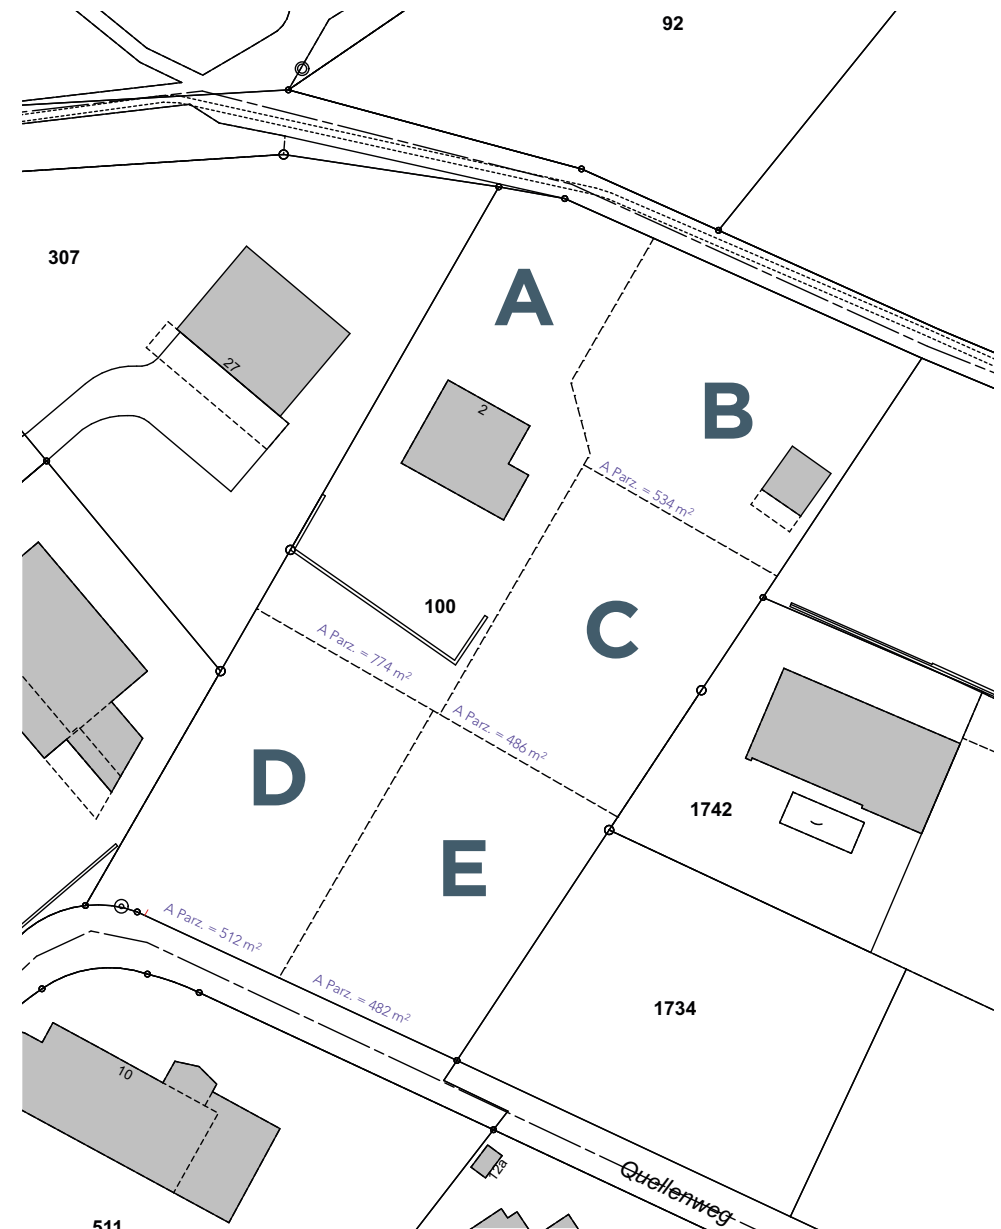 92
307
A
27
B
2
A Parz. = 534 m²
C
100
A Parz. = 774 m²
A Parz. = 486 m²
D
1742
E
A Parz. = 512 m²
A Parz. = 482 m²
1734
10
12a
Quellenweg
511